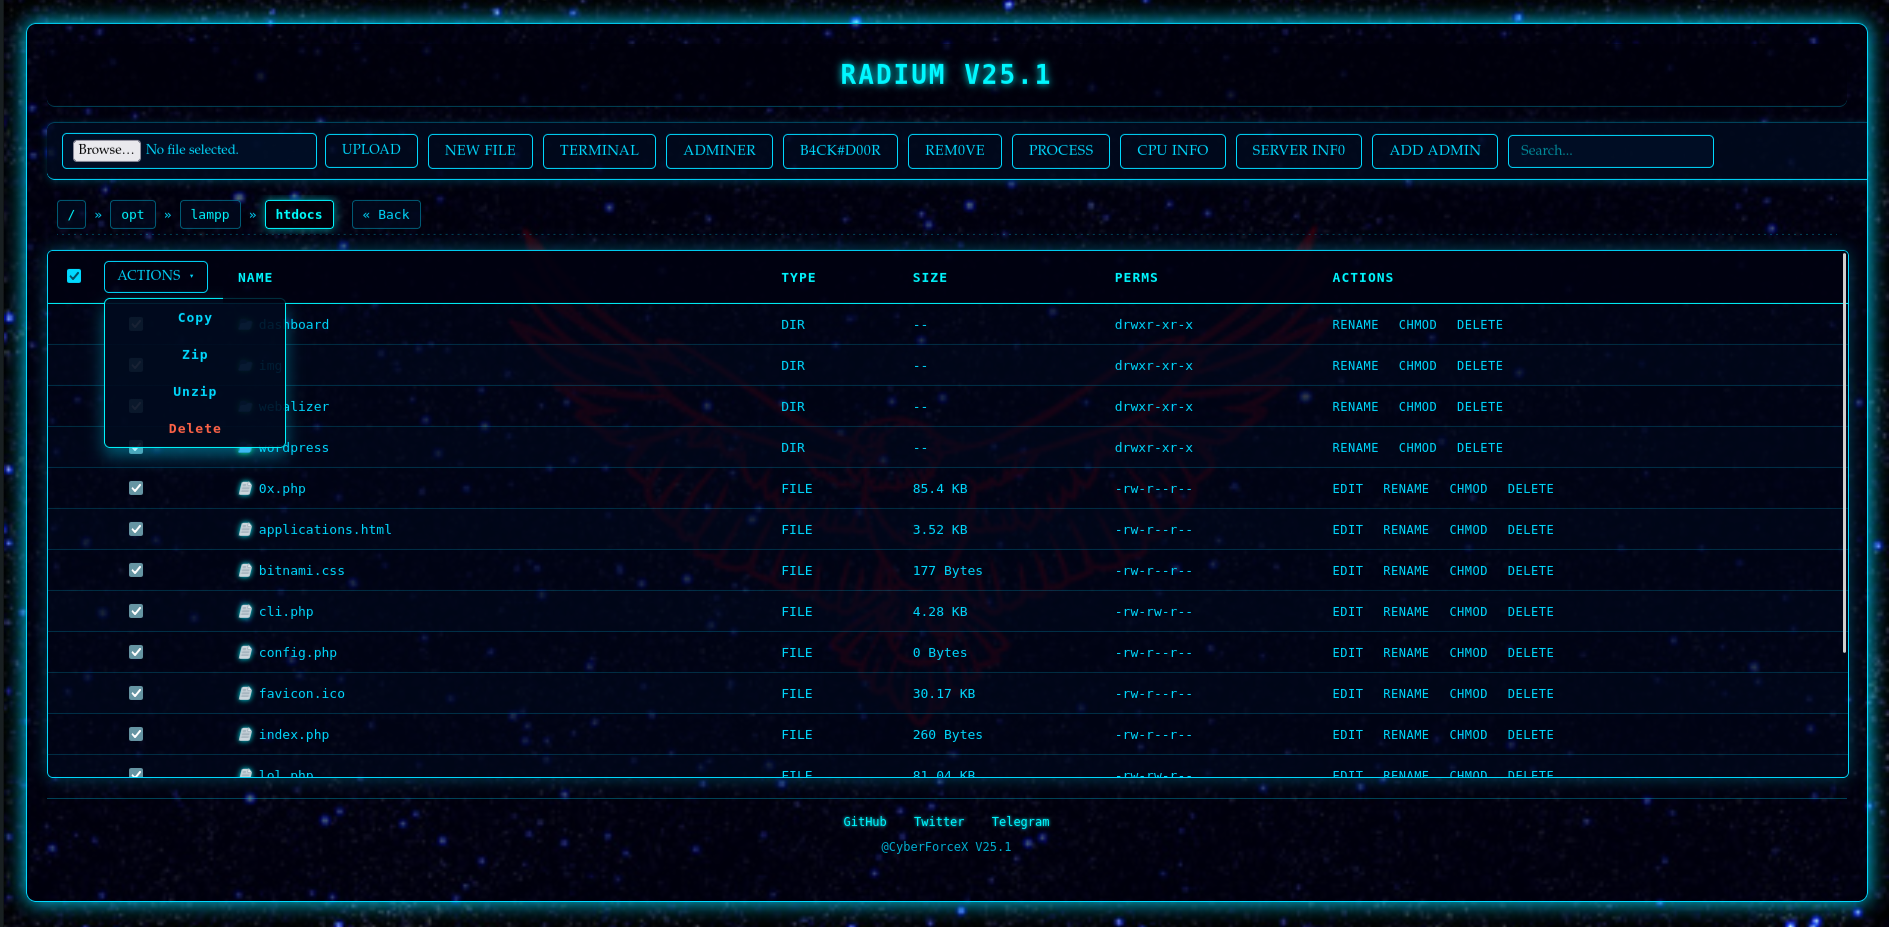 RADIUM V25.1
Browse... No file selected. UPLOAD NEW FILE TERMINAL ADMINER B4CK#D00R REM0VE PROCESS CPU INFO SERVER INF0 ADD ADMIN Search...
/ » opt » lampp » htdocs « Back
ACTIONS NAME TYPE SIZE PERMS ACTIONS
Copy
dashboard DIR -- drwxr-xr-x RENAME CHMOD DELETE
Zip
img DIR -- drwxr-xr-x RENAME CHMOD DELETE
Unzip
webalizer DIR -- drwxr-xr-x RENAME CHMOD DELETE
Delete
wordpress DIR -- drwxr-xr-x RENAME CHMOD DELETE
0x.php FILE 85.4 KB -rw-r--r-- EDIT RENAME CHMOD DELETE
applications.html FILE 3.52 KB -rw-r--r-- EDIT RENAME CHMOD DELETE
bitnami.css FILE 177 Bytes -rw-r--r-- EDIT RENAME CHMOD DELETE
cli.php FILE 4.28 KB -rw-rw-r-- EDIT RENAME CHMOD DELETE
config.php FILE 0 Bytes -rw-r--r-- EDIT RENAME CHMOD DELETE
favicon.ico FILE 30.17 KB -rw-r--r-- EDIT RENAME CHMOD DELETE
index.php FILE 260 Bytes -rw-r--r-- EDIT RENAME CHMOD DELETE
lol.php FILE 81.04 KB -rw-rw-r-- EDIT RENAME CHMOD DELETE
GitHub Twitter Telegram
@CyberForceX V25.1